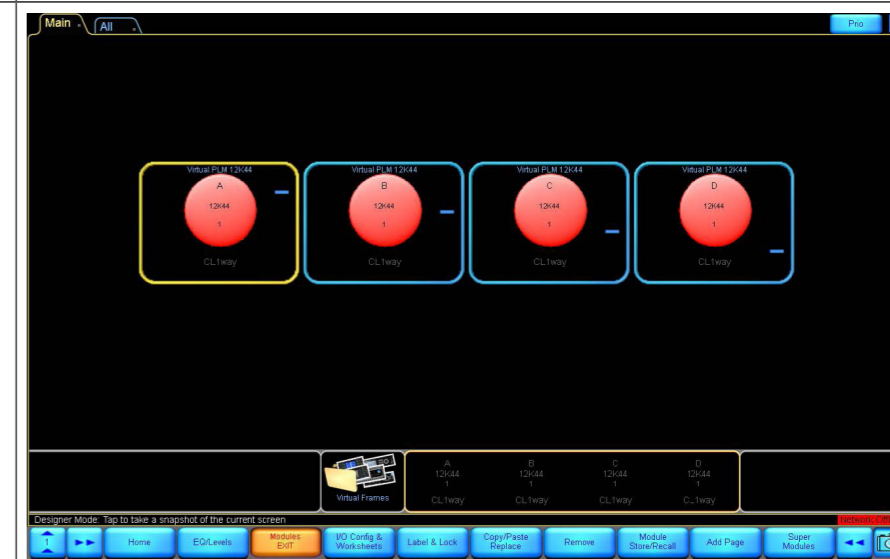 Main All Prio
Virtual PLM 12K44 Virtual PLM 12K44 Virtual PLM 12K44 Virtual PLM 12K44
A B C D
12K44 12K44 12K44 12K44
1 1 1 1
CL1way CL1way CL1way CL1way
A B C D
12K44 12K44 12K44 12K44
1 1 1 1
Virtual Frames CL1way CL1way CL1way CL1way
Designer Mode: Tap to take a snapshot of the current screen
1 Home EQ/Levels Modules EXIT I/O Config & Worksheets Label & Lock Copy/Paste Replace Remove Module Store/Recall Add Page Super Modules